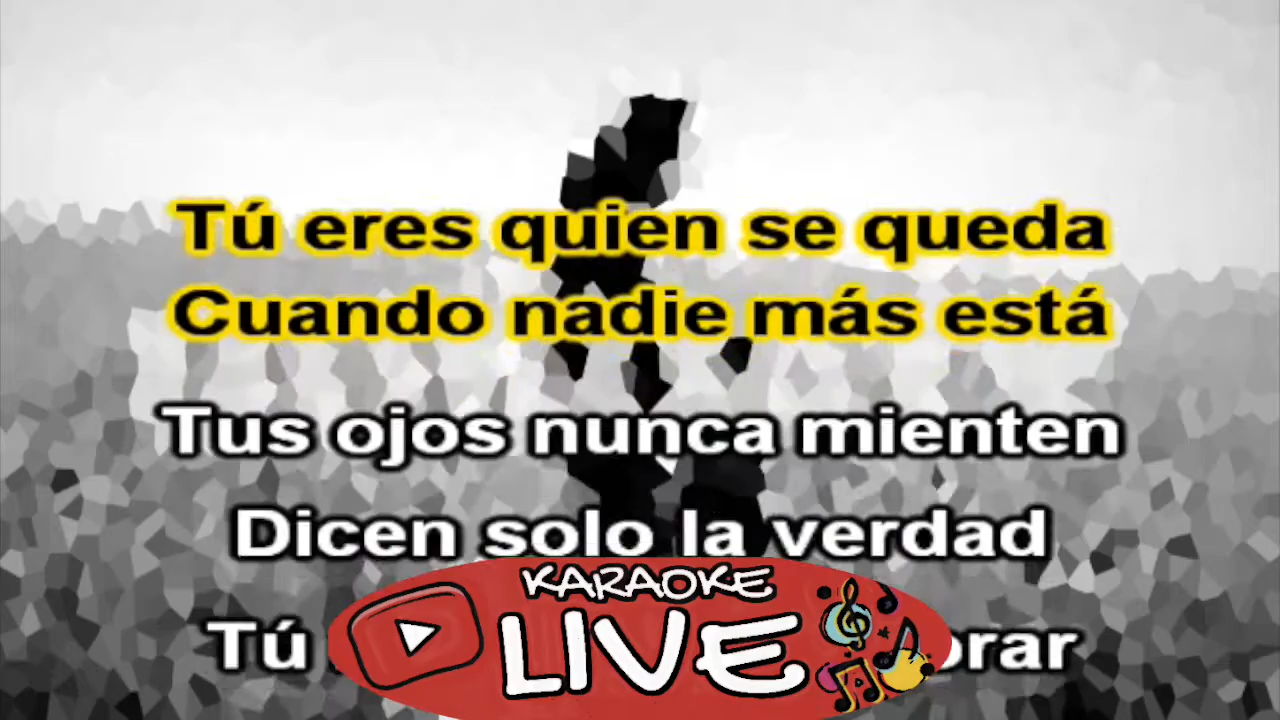 Tú eres quien se queda
Cuando nadie más está
Tus ojos nunca mienten
Dicen solo la verdad
Tú
KARAOKE
LIVE